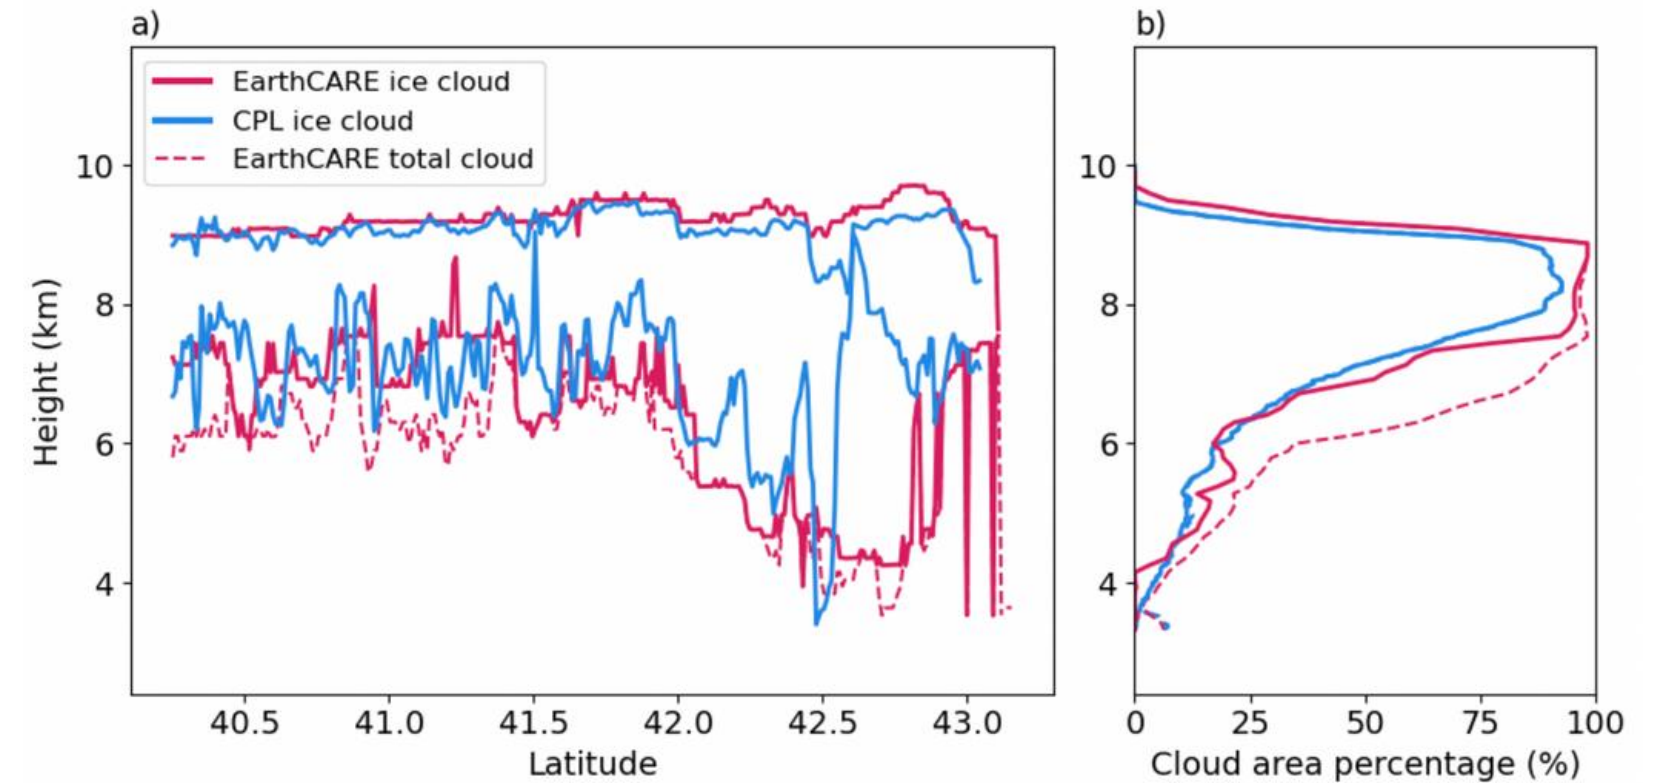 a)
EarthCARE ice cloud
CPL ice cloud
EarthCARE total cloud
10
8
6
4
Height (km)
40.5 41.0 41.5 42.0 42.5 43.0
Latitude
b)
10
8
6
4
0 25 50 75 100
Cloud area percentage (%)